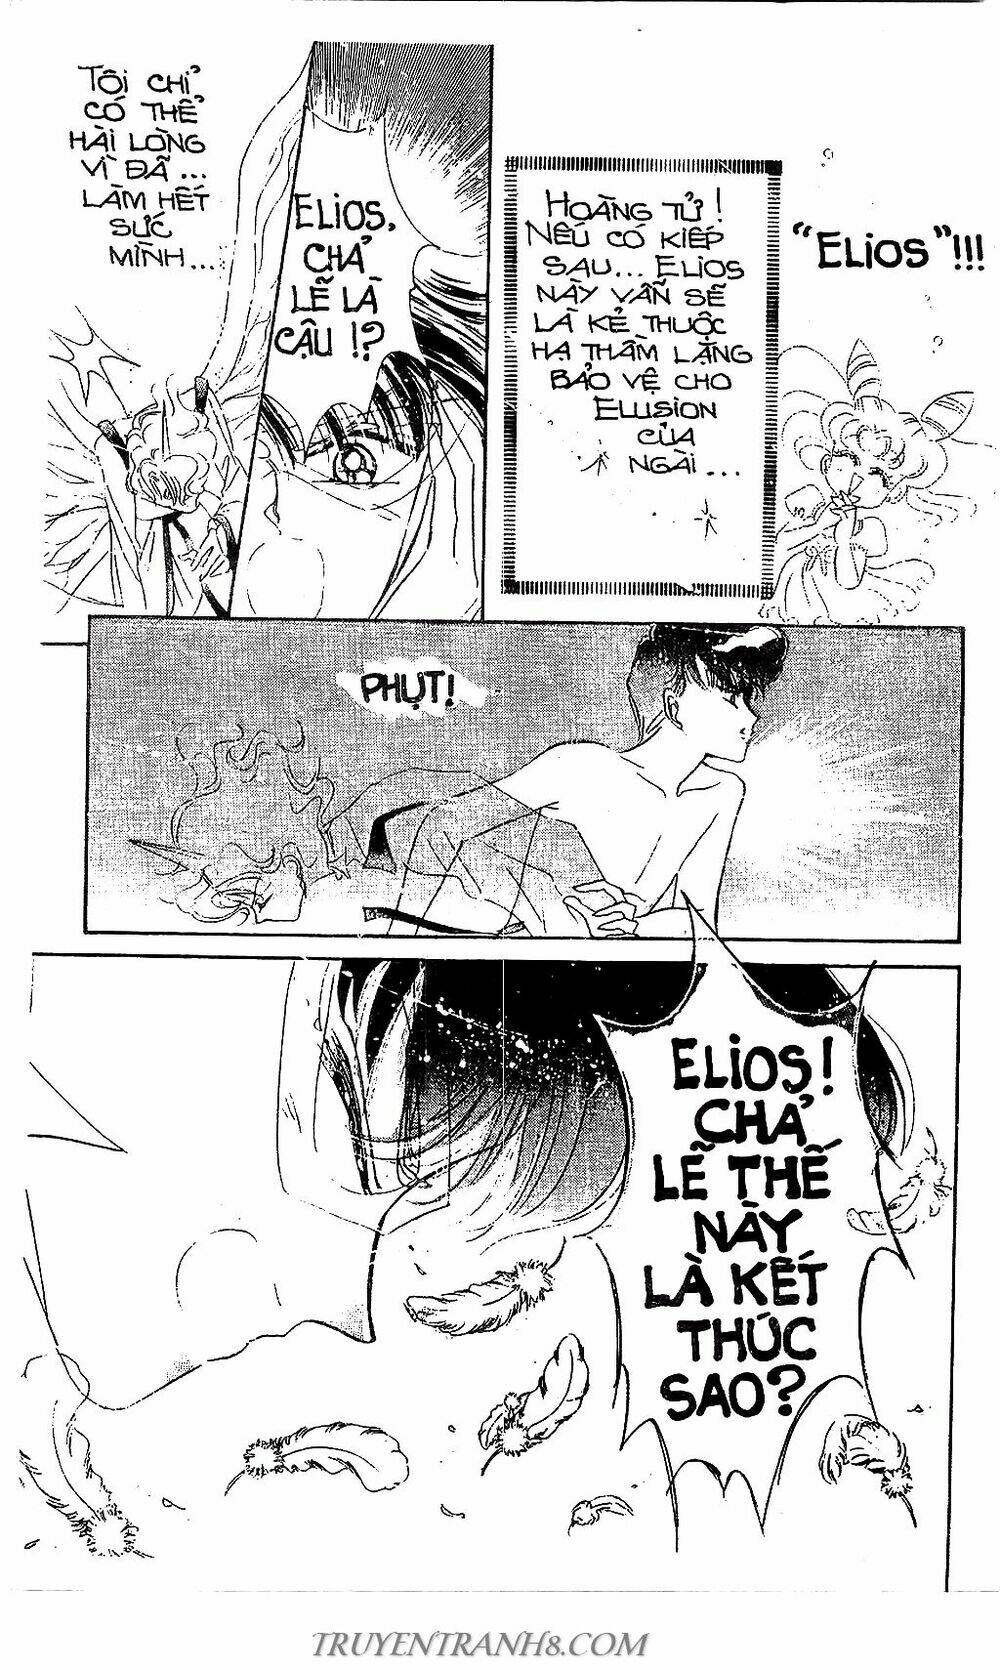 "ELIOS"!!!
HOÀNG TỬ!
NẾU CÓ KIẾP
SAU... ELIOS
NÀY VẪN SẼ
LÀ KẺ THUỘC
HẠ THẦM LẶNG
BẢO VỆ CHO
ELUSION
CỦA
NGÀI...
ELIOS,
CHẢ
LẼ LÀ
CẬU!?
TÔI CHỈ
CÓ THỂ
HÀI LÒNG
VÌ ĐÃ...
LÀM HẾT
SỨC
MÌNH...
PHỤT!
ELIOS!
CHẢ
LẼ THẾ
NÀY
LÀ KẾT
THÚC
SAO?
TRUYENTRANH8.COM